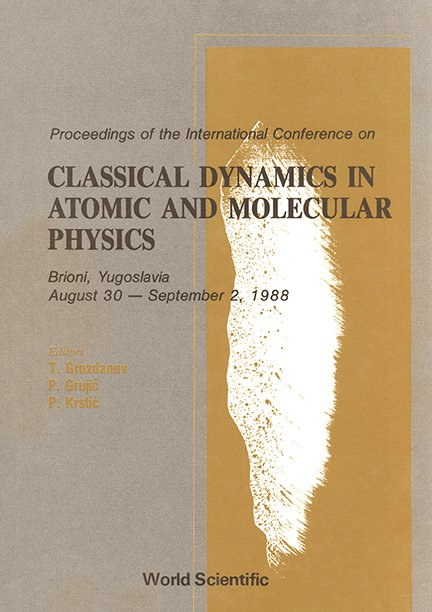 Proceedings of the International Conference on
CLASSICAL DYNAMICS IN
ATOMIC AND MOLECULAR
PHYSICS
Brioni, Yugoslavia
August 30 — September 2, 1988
Editors
T. Grozdanov
P. Grujić
P. Krstić
World Scientific